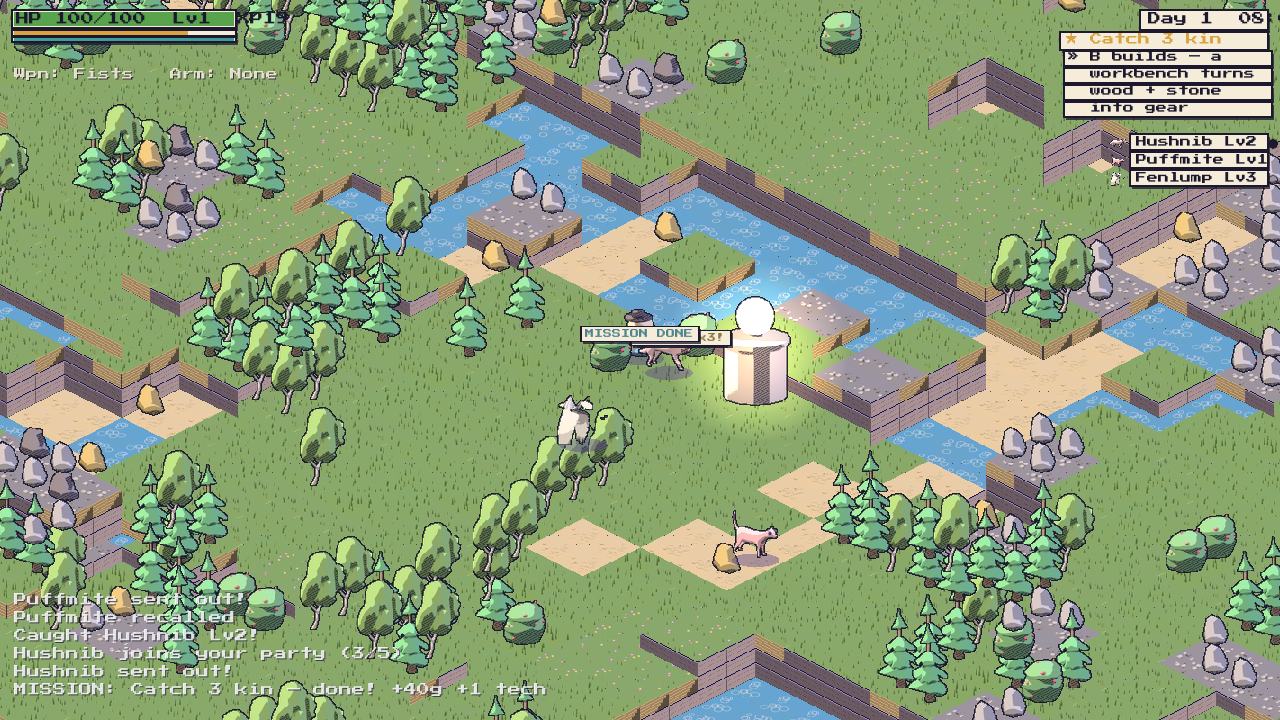 HP 100/100 Lv1 XP19
Wpn: Fists Arm: None
Day 1 08
★ Catch 3 kin
» B builds — a
workbench turns
wood + stone
into gear
Hushnib Lv2
Puffmite Lv1
Fenlump Lv3
MISSION DONE
x3!
Puffmite sent out!
Puffmite recalled
Caught Hushnib Lv2!
Hushnib joins your party (3/5)
Hushnib sent out!
MISSION: Catch 3 kin — done! +40g +1 tech